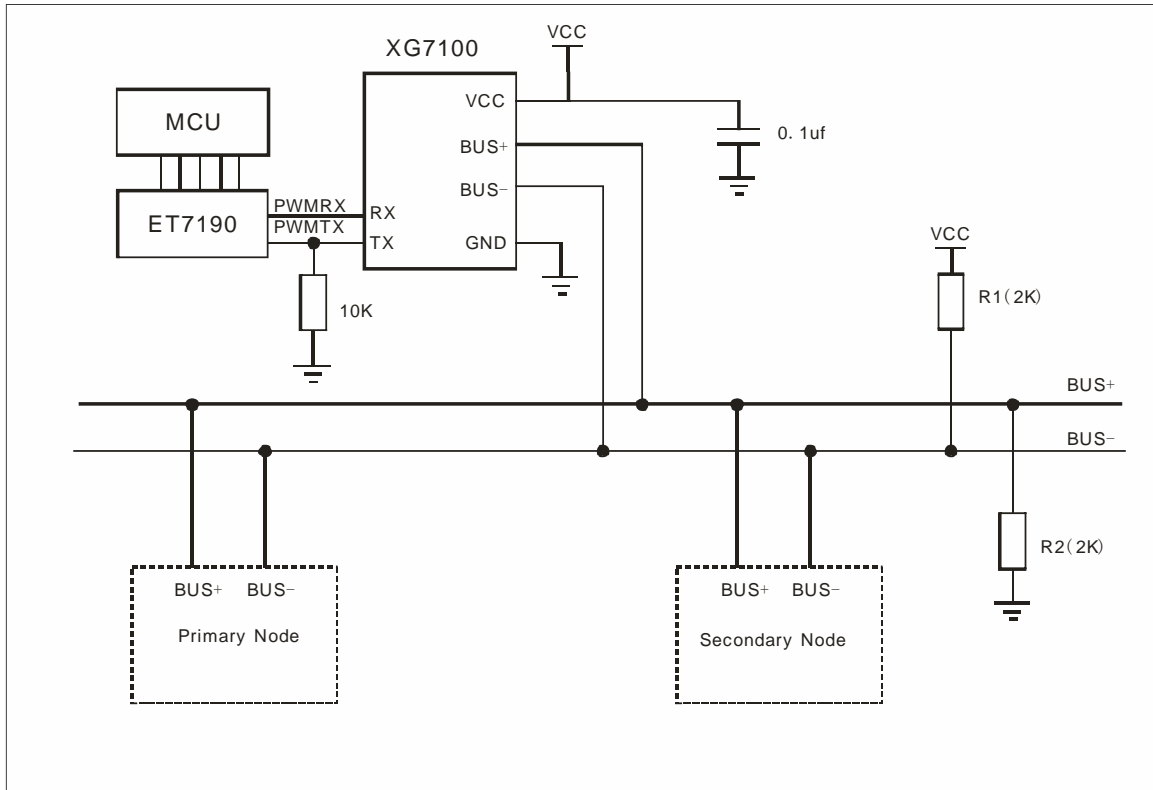 XG7100
VCC
MCU
VCC
0.1uf
BUS+
BUS-
ET7190
PWMRX
RX
PWMTX
TX
GND
VCC
10K
R1(2K)
BUS+
BUS-
R2(2K)
BUS+ BUS-
Primary Node
BUS+ BUS-
Secondary Node